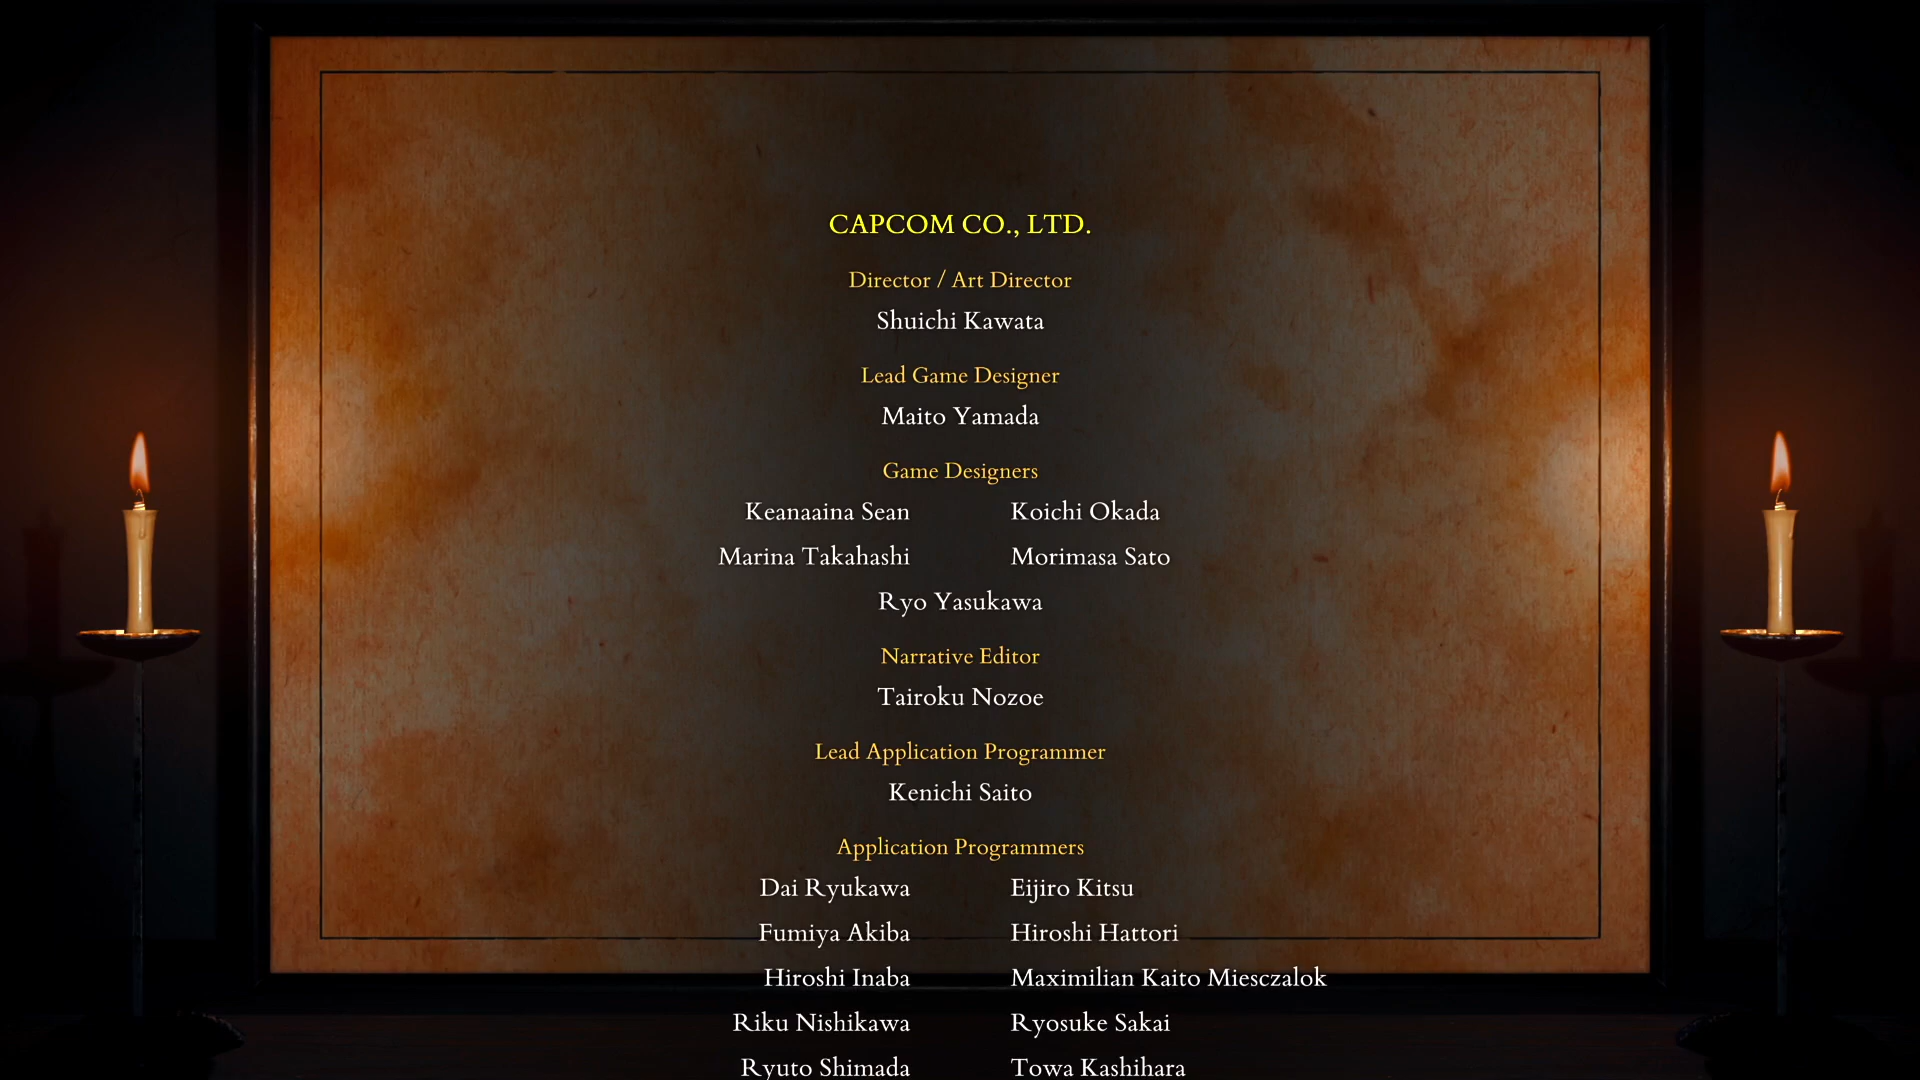 CAPCOM CO., LTD.
Director / Art Director
Shuichi Kawata
Lead Game Designer
Maito Yamada
Game Designers
Keanaaina Sean Koichi Okada
Marina Takahashi Morimasa Sato
Ryo Yasukawa
Narrative Editor
Tairoku Nozoe
Lead Application Programmer
Kenichi Saito
Application Programmers
Dai Ryukawa Eijiro Kitsu
Fumiya Akiba Hiroshi Hattori
Hiroshi Inaba Maximilian Kaito Miesczalok
Riku Nishikawa Ryosuke Sakai
Ryuto Shimada Towa Kashihara